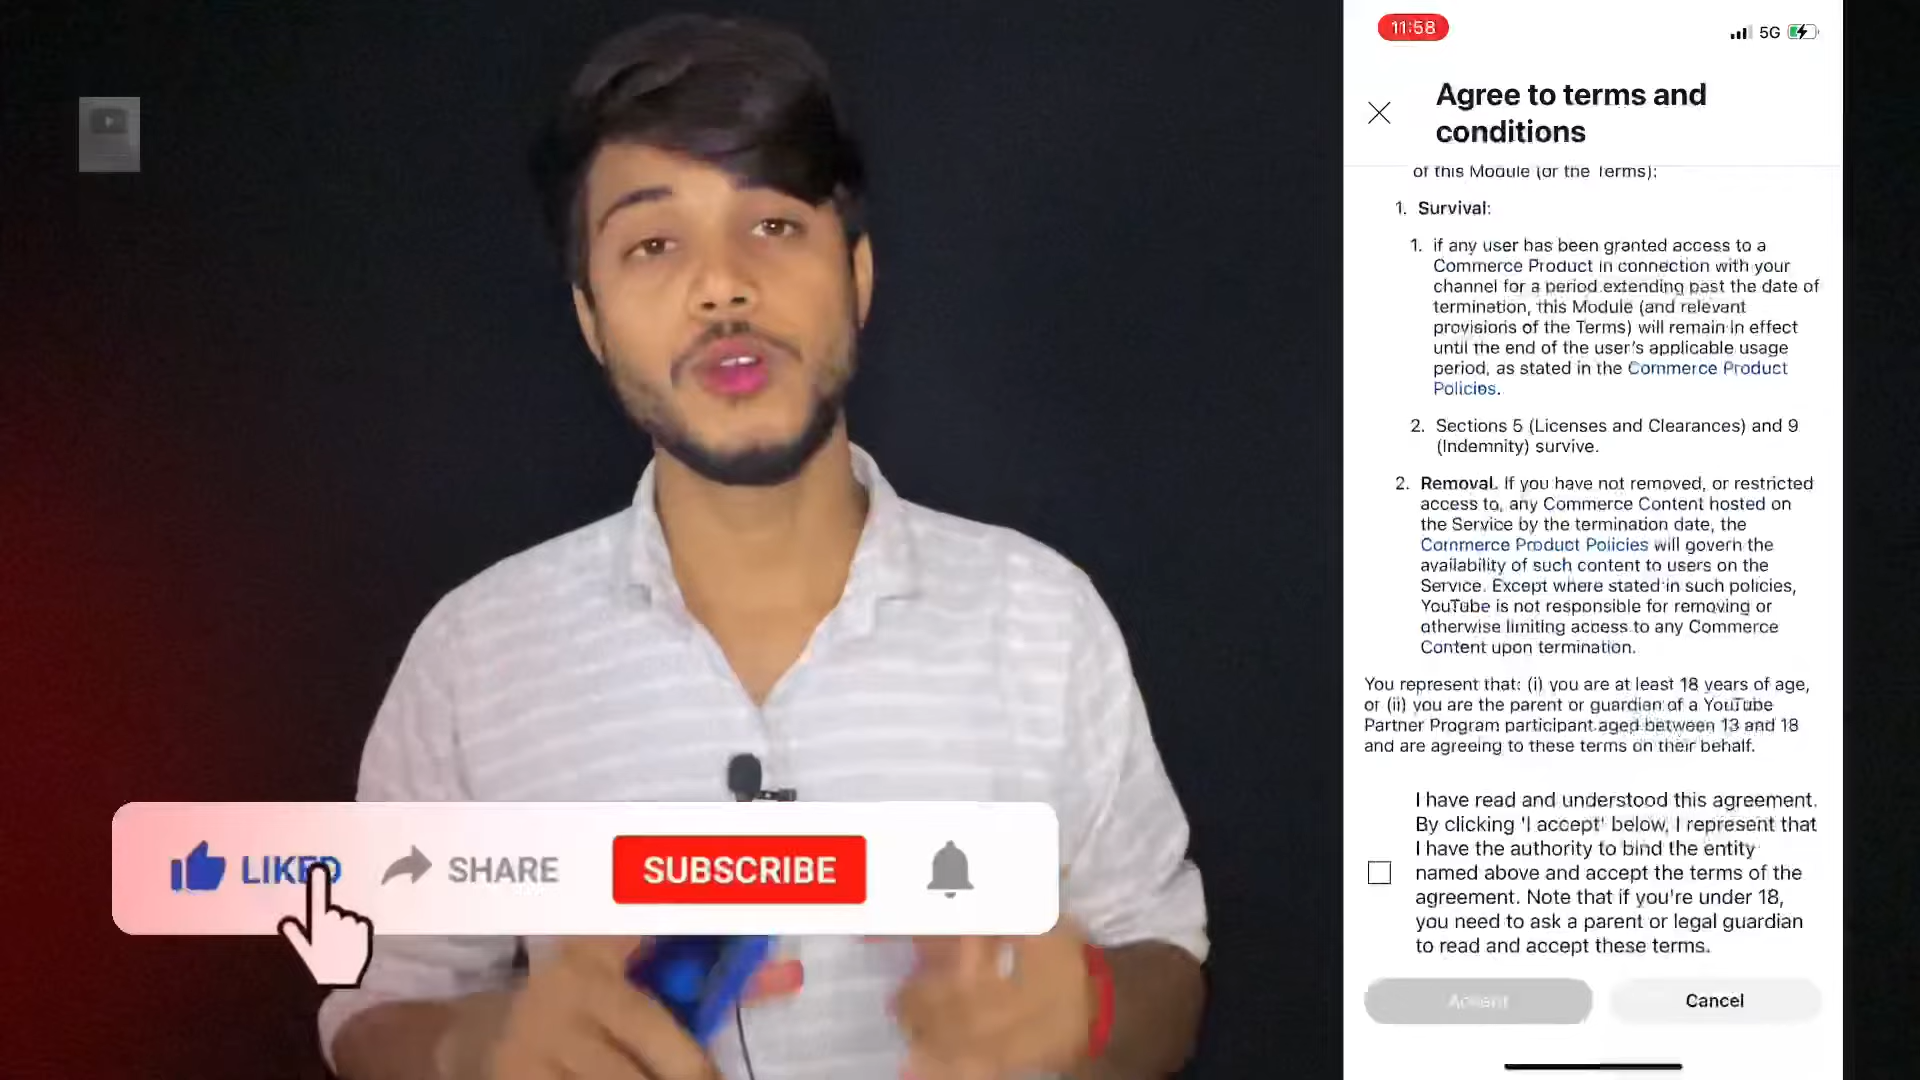 11:58
5G
Agree to terms and
conditions
of this Module (or the Terms):
1. Survival:
1. if any user has been granted access to a
Commerce Product in connection with your
channel for a period extending past the date of
termination, this Module (and relevant
provisions of the Terms) will remain in effect
until the end of the user's applicable usage
period, as stated in the Commerce Product
Policies.
2. Sections 5 (Licenses and Clearances) and 9
(Indemnity) survive.
2. Removal. If you have not removed, or restricted
access to, any Commerce Content hosted on
the Service by the termination date, the
Commerce Product Policies will govern the
availability of such content to users on the
Service. Except where stated in such policies,
YouTube is not responsible for removing or
otherwise limiting access to any Commerce
Content upon termination.
You represent that: (i) you are at least 18 years of age,
or (ii) you are the parent or guardian of a YouTube
Partner Program participant aged between 13 and 18
and are agreeing to these terms on their behalf.
I have read and understood this agreement.
By clicking 'I accept' below, I represent that
I have the authority to bind the entity
named above and accept the terms of the
agreement. Note that if you're under 18,
you need to ask a parent or legal guardian
to read and accept these terms.
Accept
Cancel
LIKED
SHARE
SUBSCRIBE